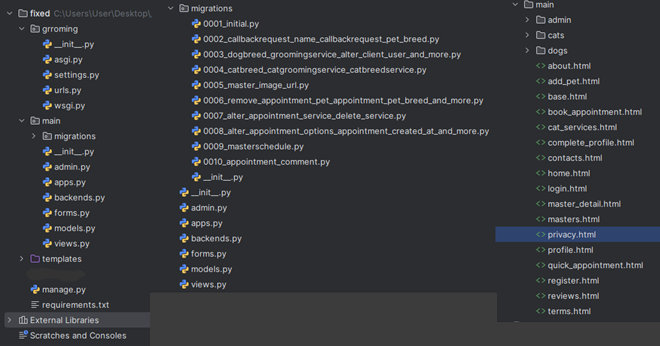 fixed C:\Users\User\Desktop\
grroming
__init__.py
asgi.py
settings.py
urls.py
wsgi.py
main
migrations
__init__.py
admin.py
apps.py
backends.py
forms.py
models.py
views.py
templates
manage.py
requirements.txt
External Libraries
Scratches and Consoles
migrations
0001_initial.py
0002_callbackrequest_name_callbackrequest_pet_breed.py
0003_dogbreed_groomingservice_alter_client_user_and_more.py
0004_catbreed_catgroomingservice_catbreedservice.py
0005_master_image_url.py
0006_remove_appointment_pet_appointment_pet_breed_and_more.py
0007_alter_appointment_service_delete_service.py
0008_alter_appointment_options_appointment_created_at_and_more.py
0009_masterschedule.py
0010_appointment_comment.py
__init__.py
__init__.py
admin.py
apps.py
backends.py
forms.py
models.py
views.py
main
admin
cats
dogs
about.html
add_pet.html
base.html
book_appointment.html
cat_services.html
complete_profile.html
contacts.html
home.html
login.html
master_detail.html
masters.html
privacy.html
profile.html
quick_appointment.html
register.html
reviews.html
terms.html